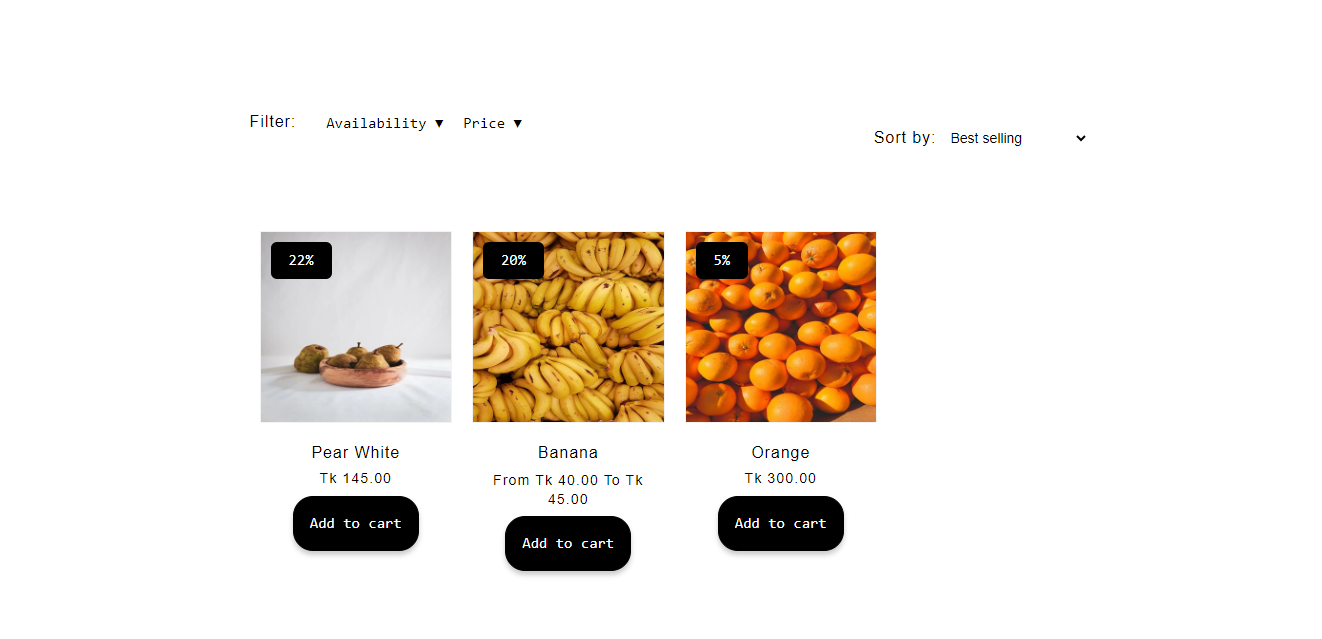 Filter: Availability ▼ Price ▼
Sort by: Best selling
22%
20%
5%
Pear White
Tk 145.00
Add to cart
Banana
From Tk 40.00 To Tk
45.00
Add to cart
Orange
Tk 300.00
Add to cart